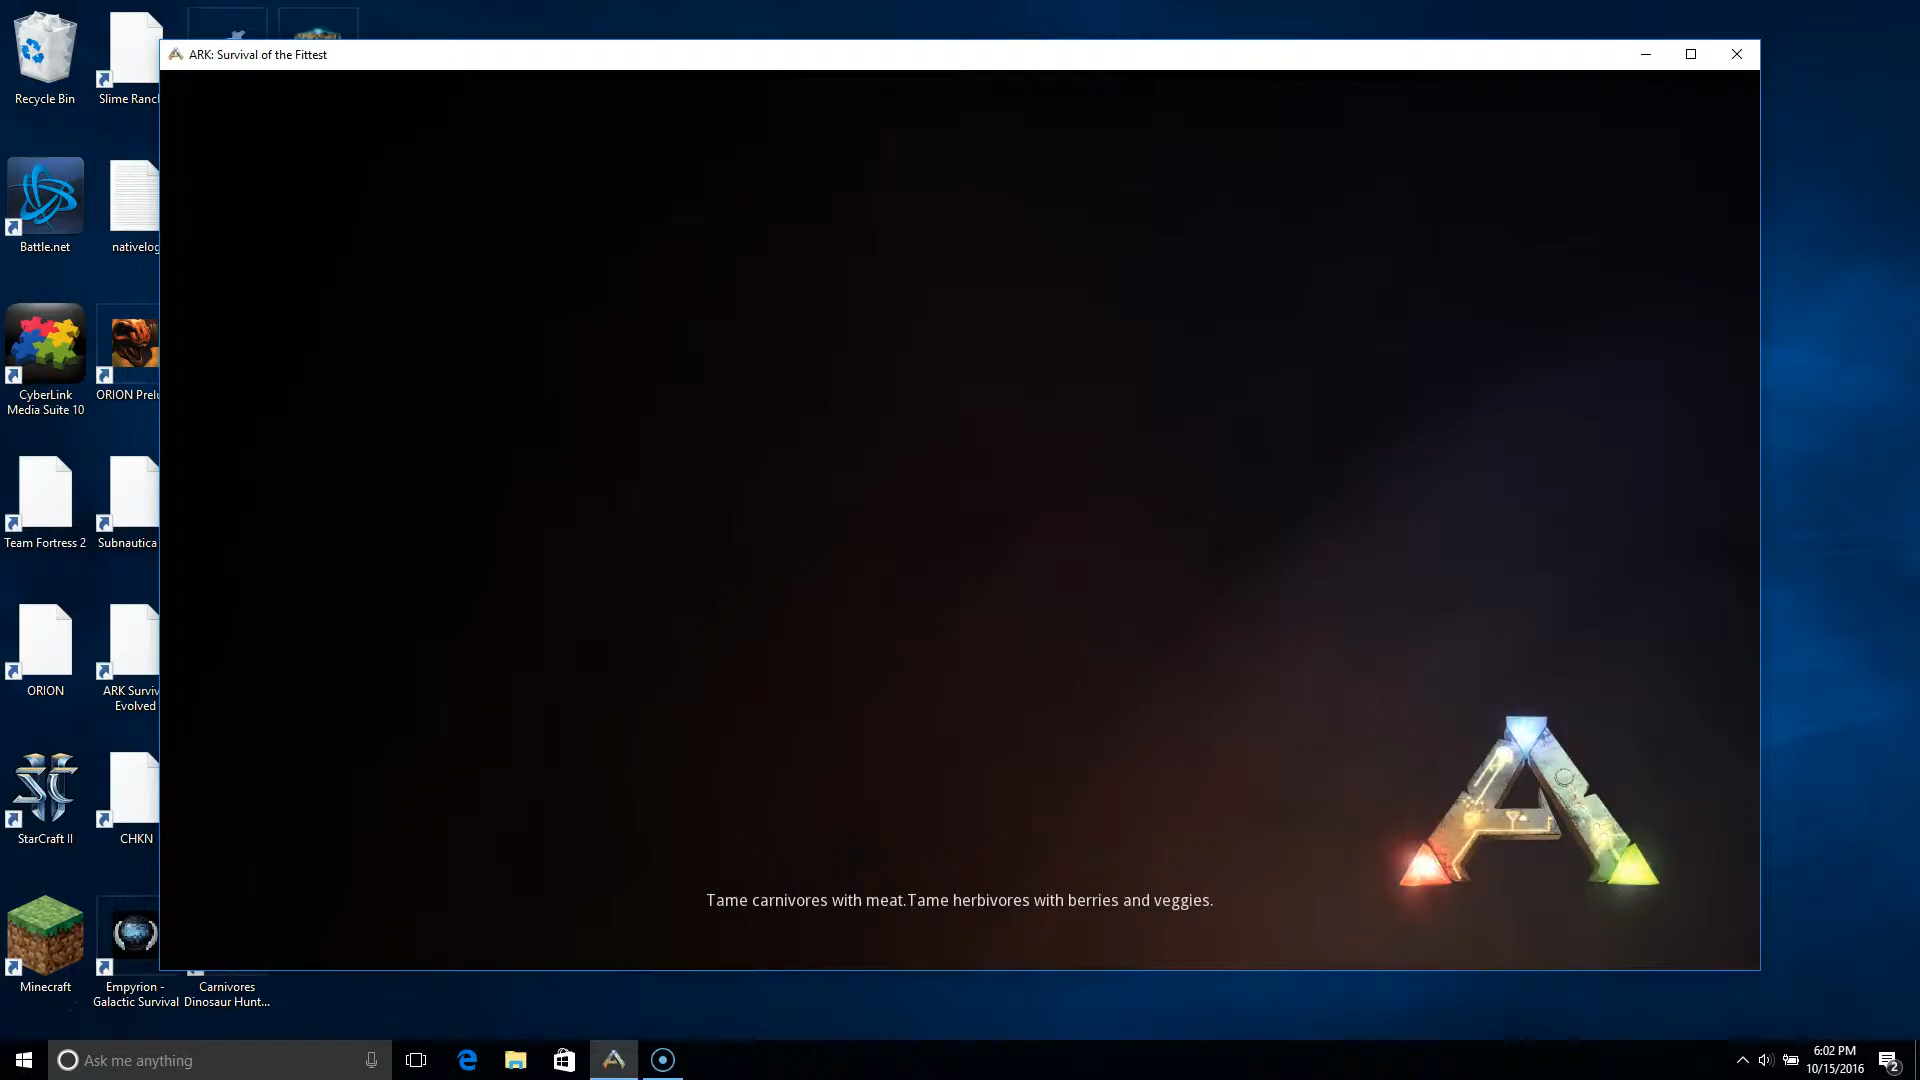 ARK: Survival of the Fittest
Recycle Bin
Slime Ranch
Battle.net
nativelog
CyberLink
Media Suite 10
ORION Prelu
Team Fortress 2
Subnautica
ORION
ARK Surviv
Evolved
StarCraft II
CHKN
Minecraft
Empyrion -
Galactic Survival
Carnivores
Dinosaur Hunt...
Tame carnivores with meat.Tame herbivores with berries and veggies.
Ask me anything
6:02 PM
10/15/2016
2